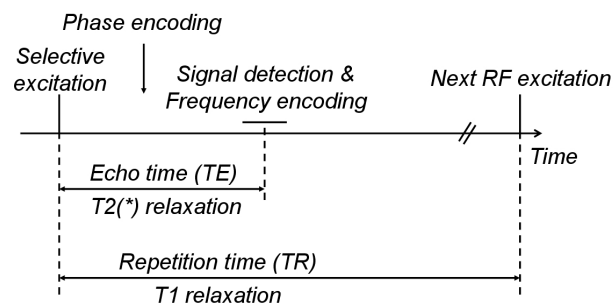 Phase encoding
Selective
excitation
Signal detection &
Frequency encoding
Next RF excitation
Time
Echo time (TE)
T2(*) relaxation
Repetition time (TR)
T1 relaxation